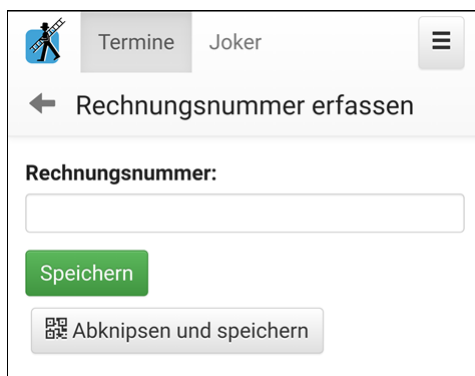 Termine Joker
Rechnungsnummer erfassen
Rechnungsnummer:
Speichern
Abknipsen und speichern